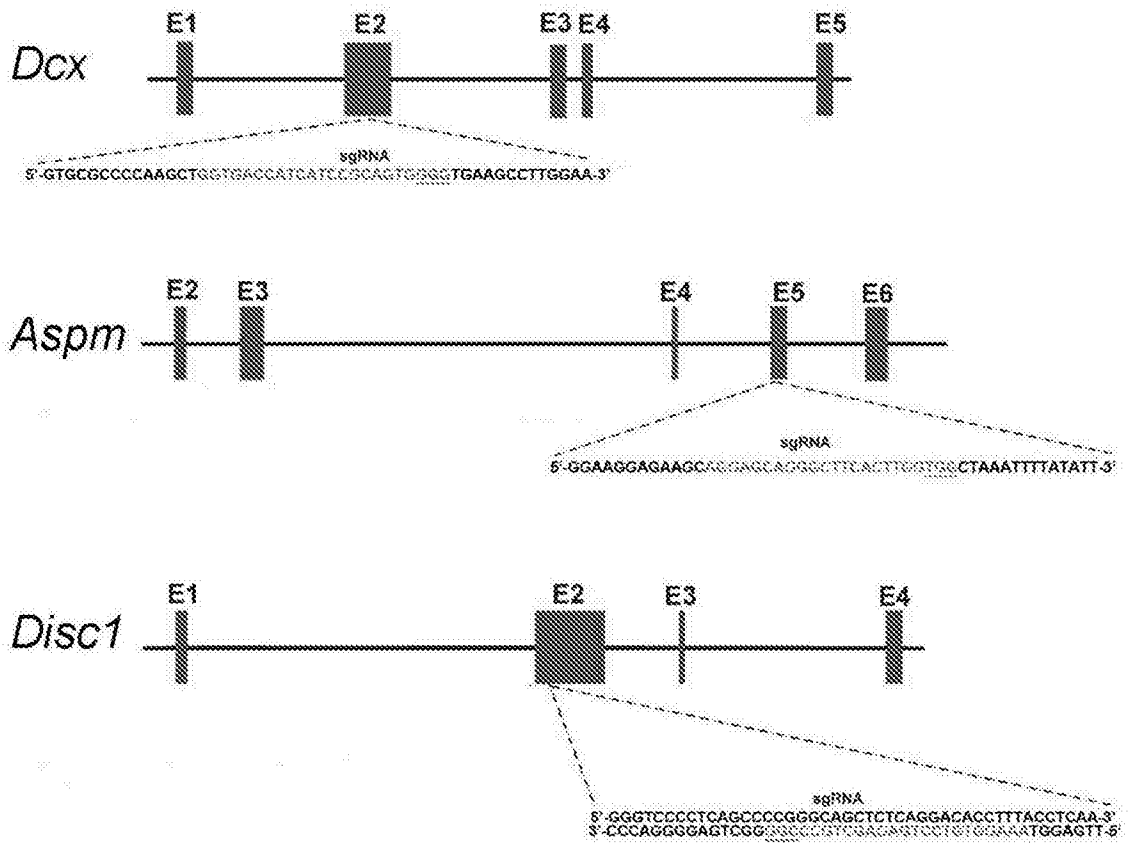 E1 E2 E3 E4 E5
Dcx
sgRNA
5'-GTGCGCCCCAAGCTGGTGACCATCATCCGCAGTGGGGTGAAGCCTTGGAA-3'
E2 E3 E4 E5 E6
Aspm
sgRNA
5'-GGAAGGAGAAGCAGGAGCAGGGCTTCACTTGGTGGCTAAATTTTATATT-3'
E1 E2 E3 E4
Disc1
sgRNA
5'-GGGTCCCCTCAGCCCCGGGCAGCTCTCAGGACACCTTTACCTCAA-3'
3'-CCCAGGGGAGTCGGGGCCCGTCGAGAGTCCTGTGGAAATGGAGTT-5'